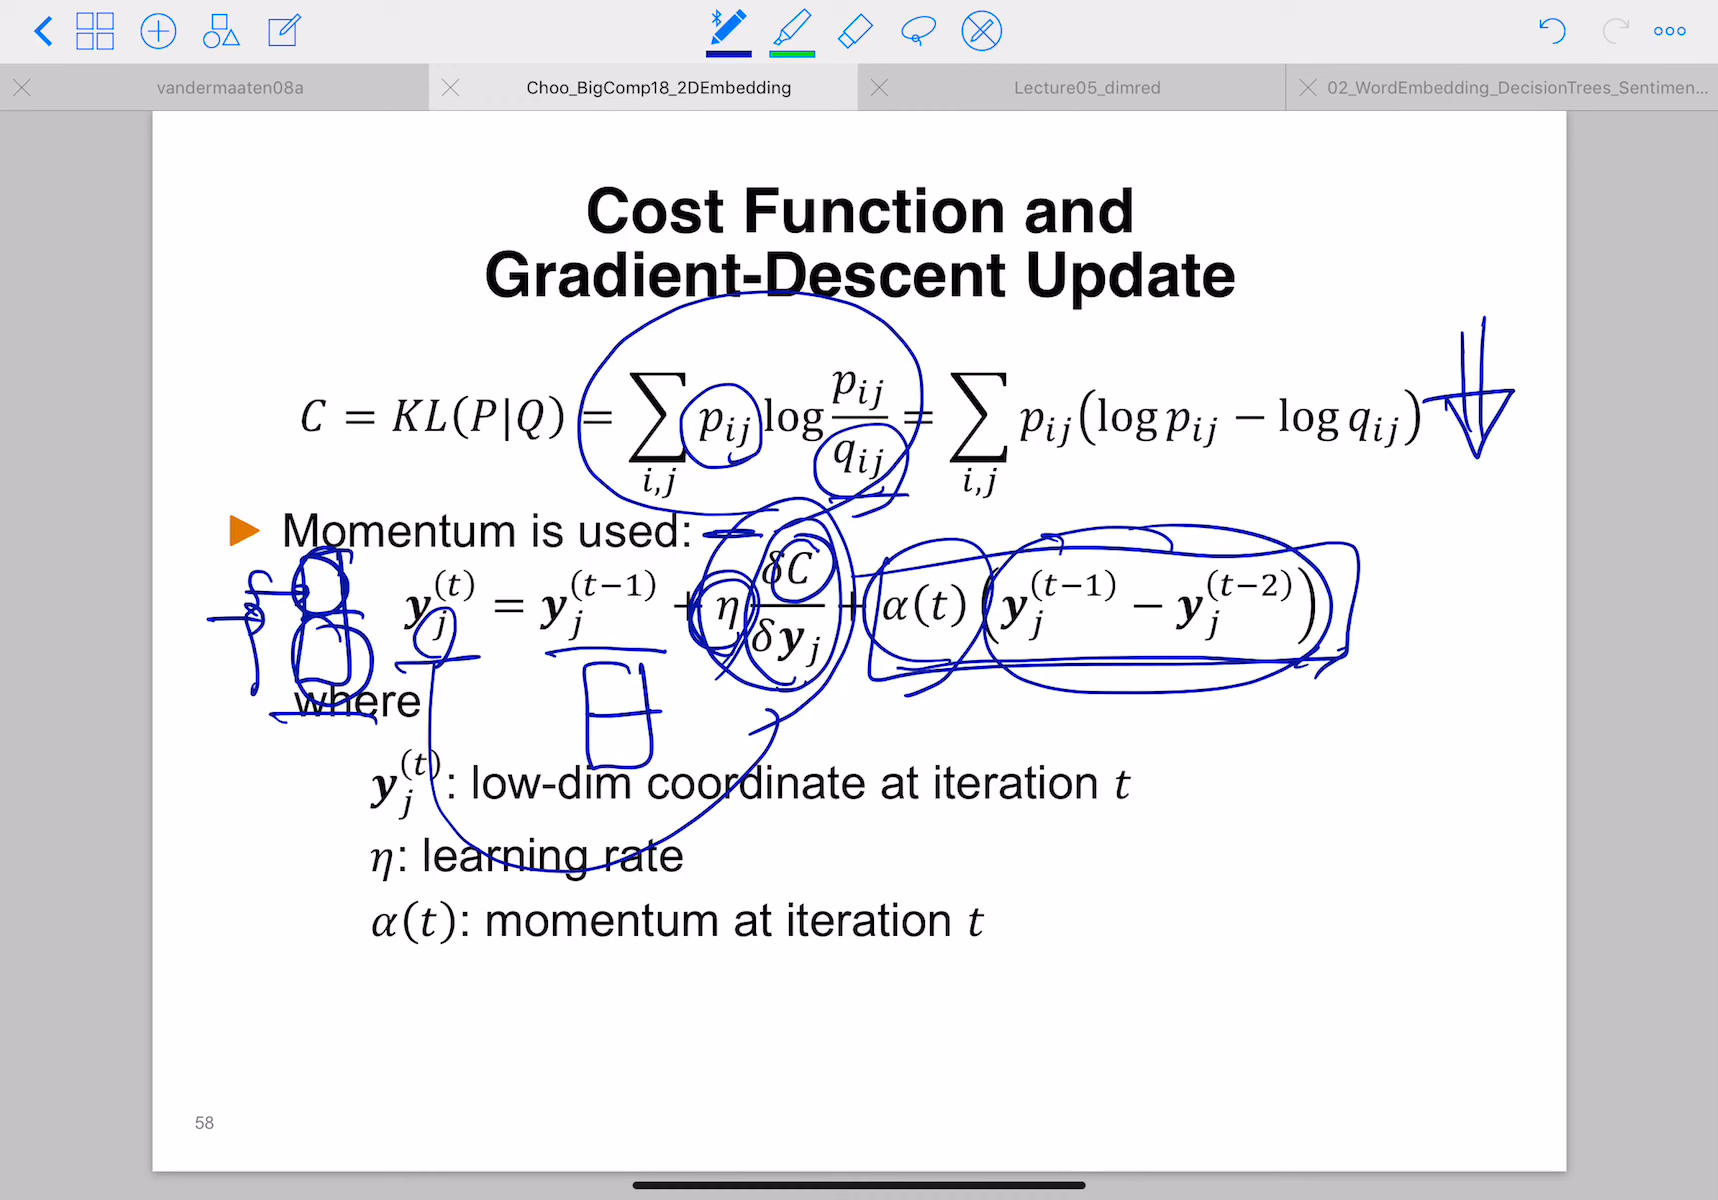 vandermaaten08a
Choo_BigComp18_2DEmbedding
Lecture05_dimred
02_WordEmbedding_DecisionTrees_Sentimen...
Cost Function and
Gradient-Descent Update
C = KL(P|Q) = ∑_{i,j} p_{ij} log \frac{p_{ij}}{q_{ij}} = ∑_{i,j} p_{ij}(log p_{ij} − log q_{ij})
Momentum is used:
𝐲_j^{(t)} = 𝐲_j^{(t−1)} + η \frac{δC}{δ𝐲_j} + α(t) (𝐲_j^{(t−1)} − 𝐲_j^{(t−2)})
where
𝐲_j^{(t)}: low-dim coordinate at iteration t
η: learning rate
α(t): momentum at iteration t
58